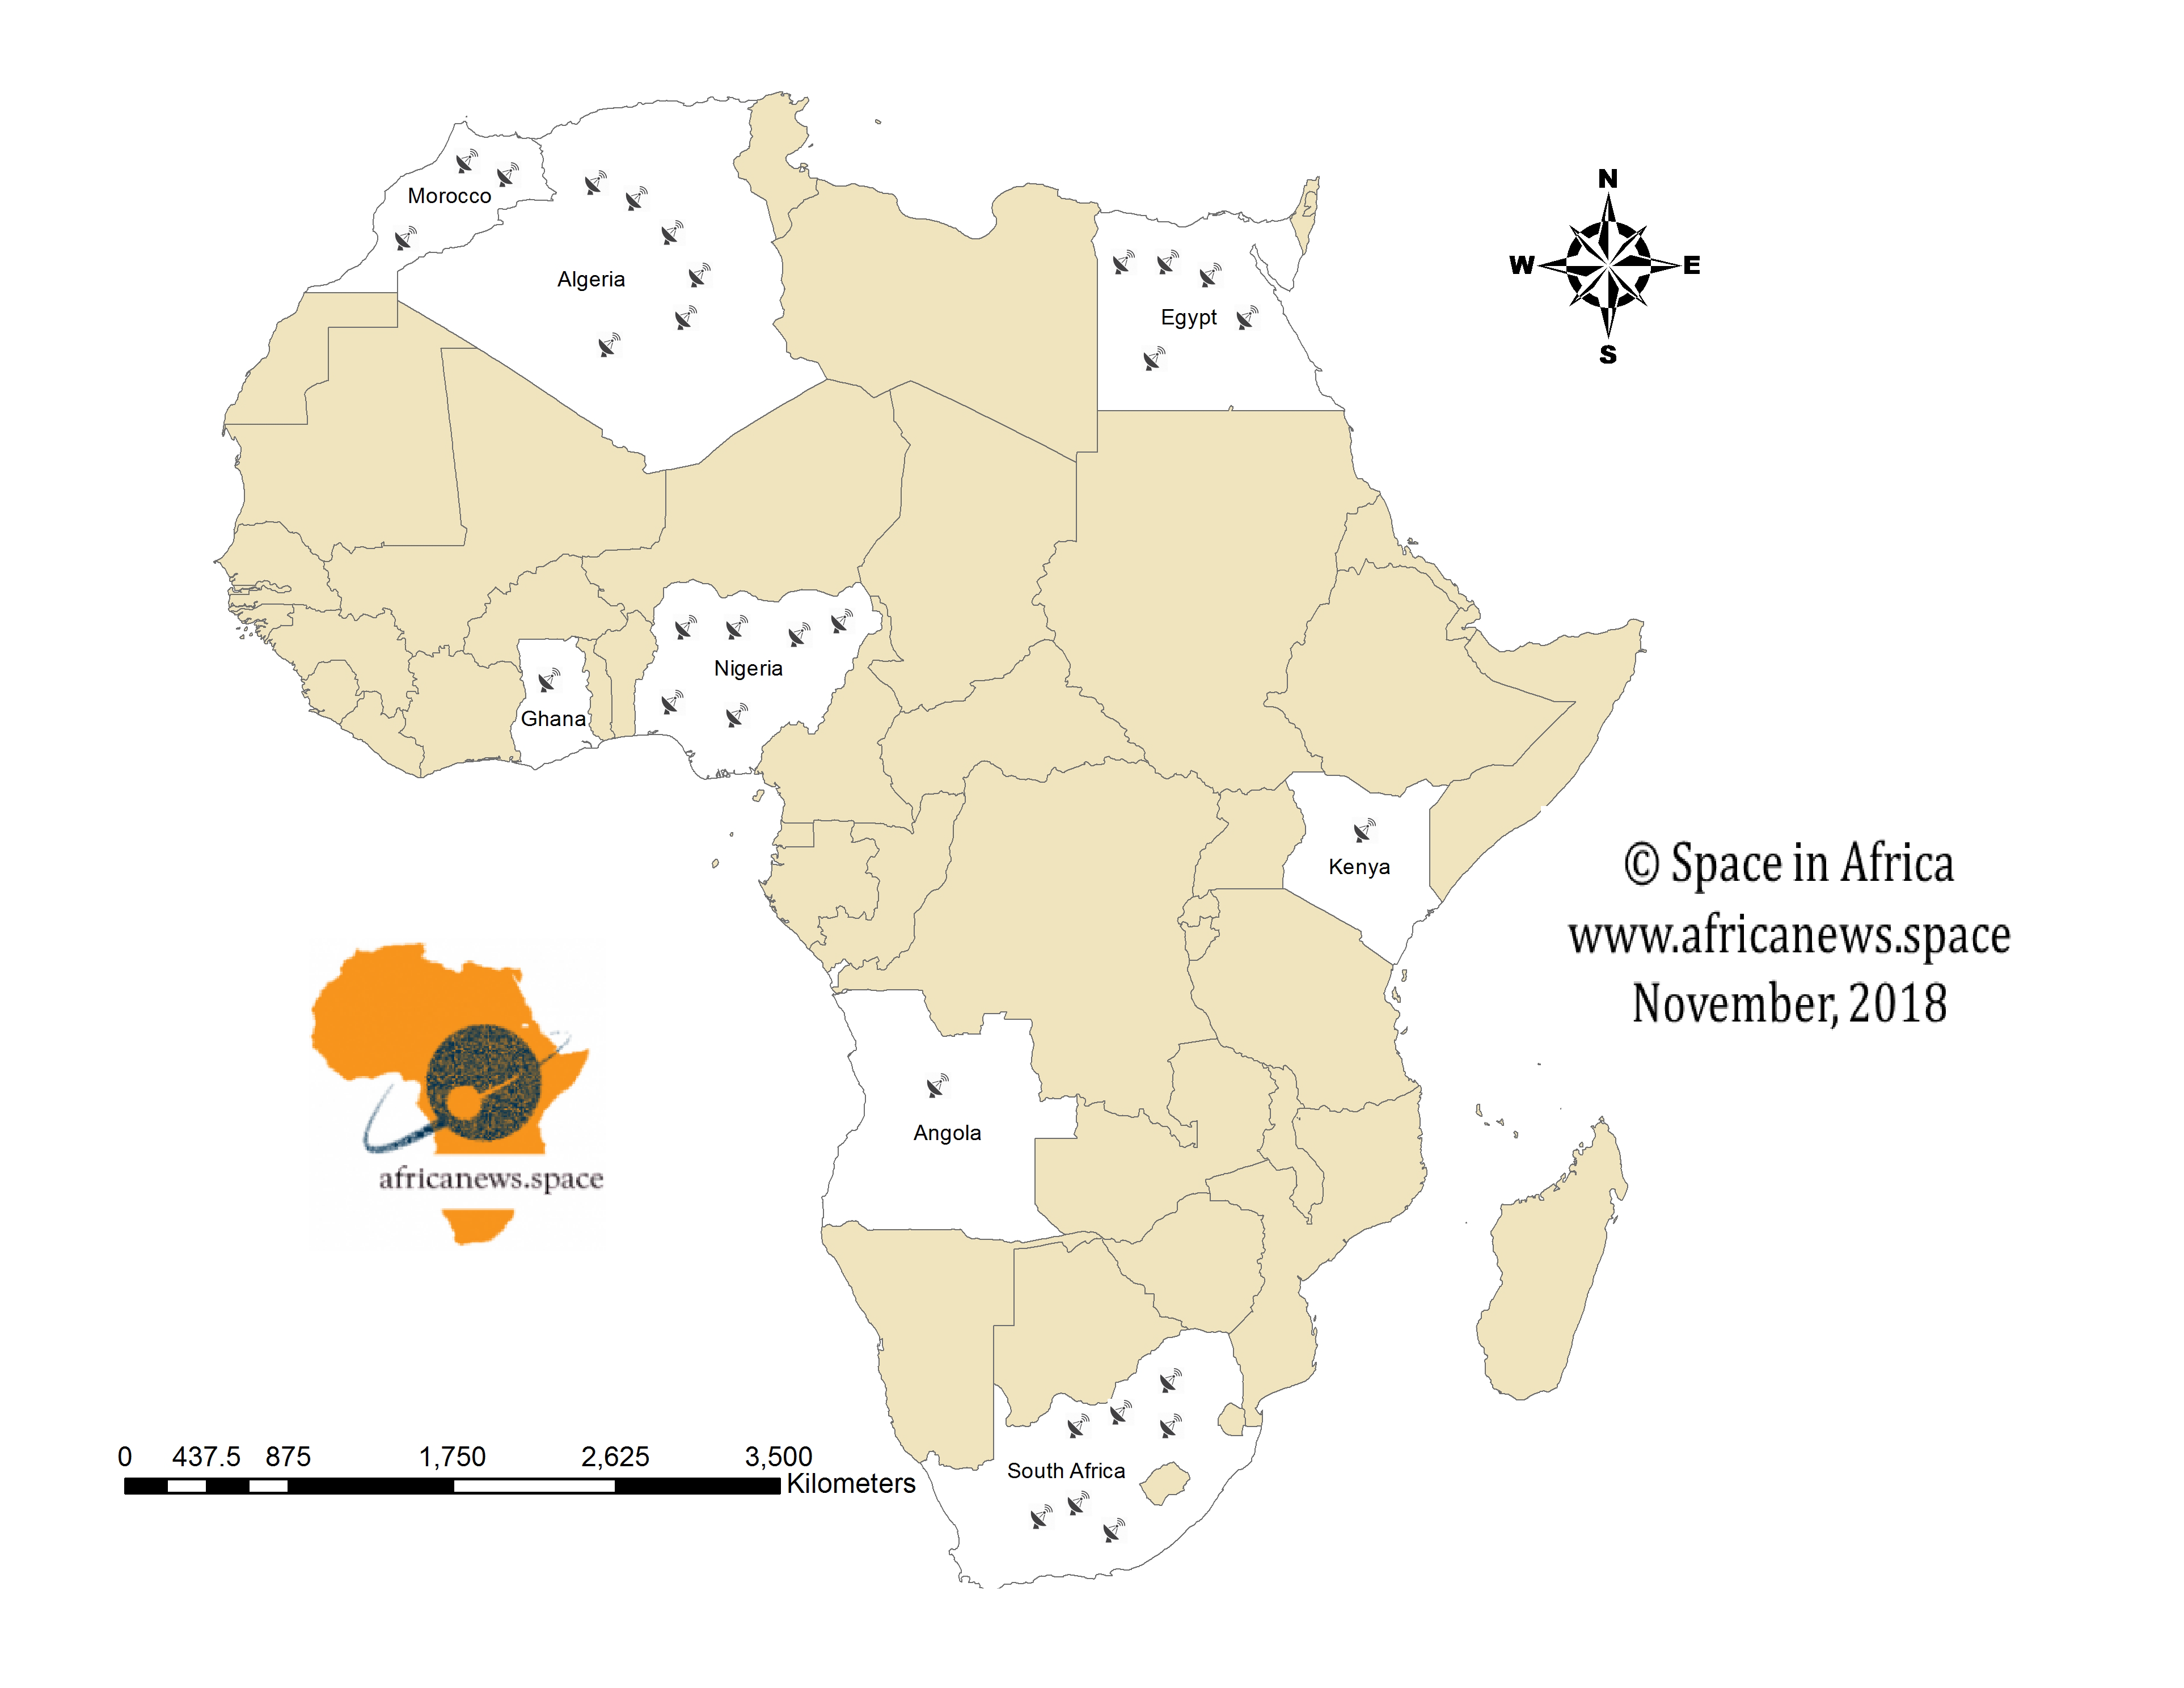 N
W E
S
Morocco
Algeria
Egypt
Nigeria
Ghana
Kenya
© Space in Africa
www.africanews.space
November, 2018
Angola
africanews.space
South Africa
0 437.5 875 1,750 2,625 3,500
Kilometers